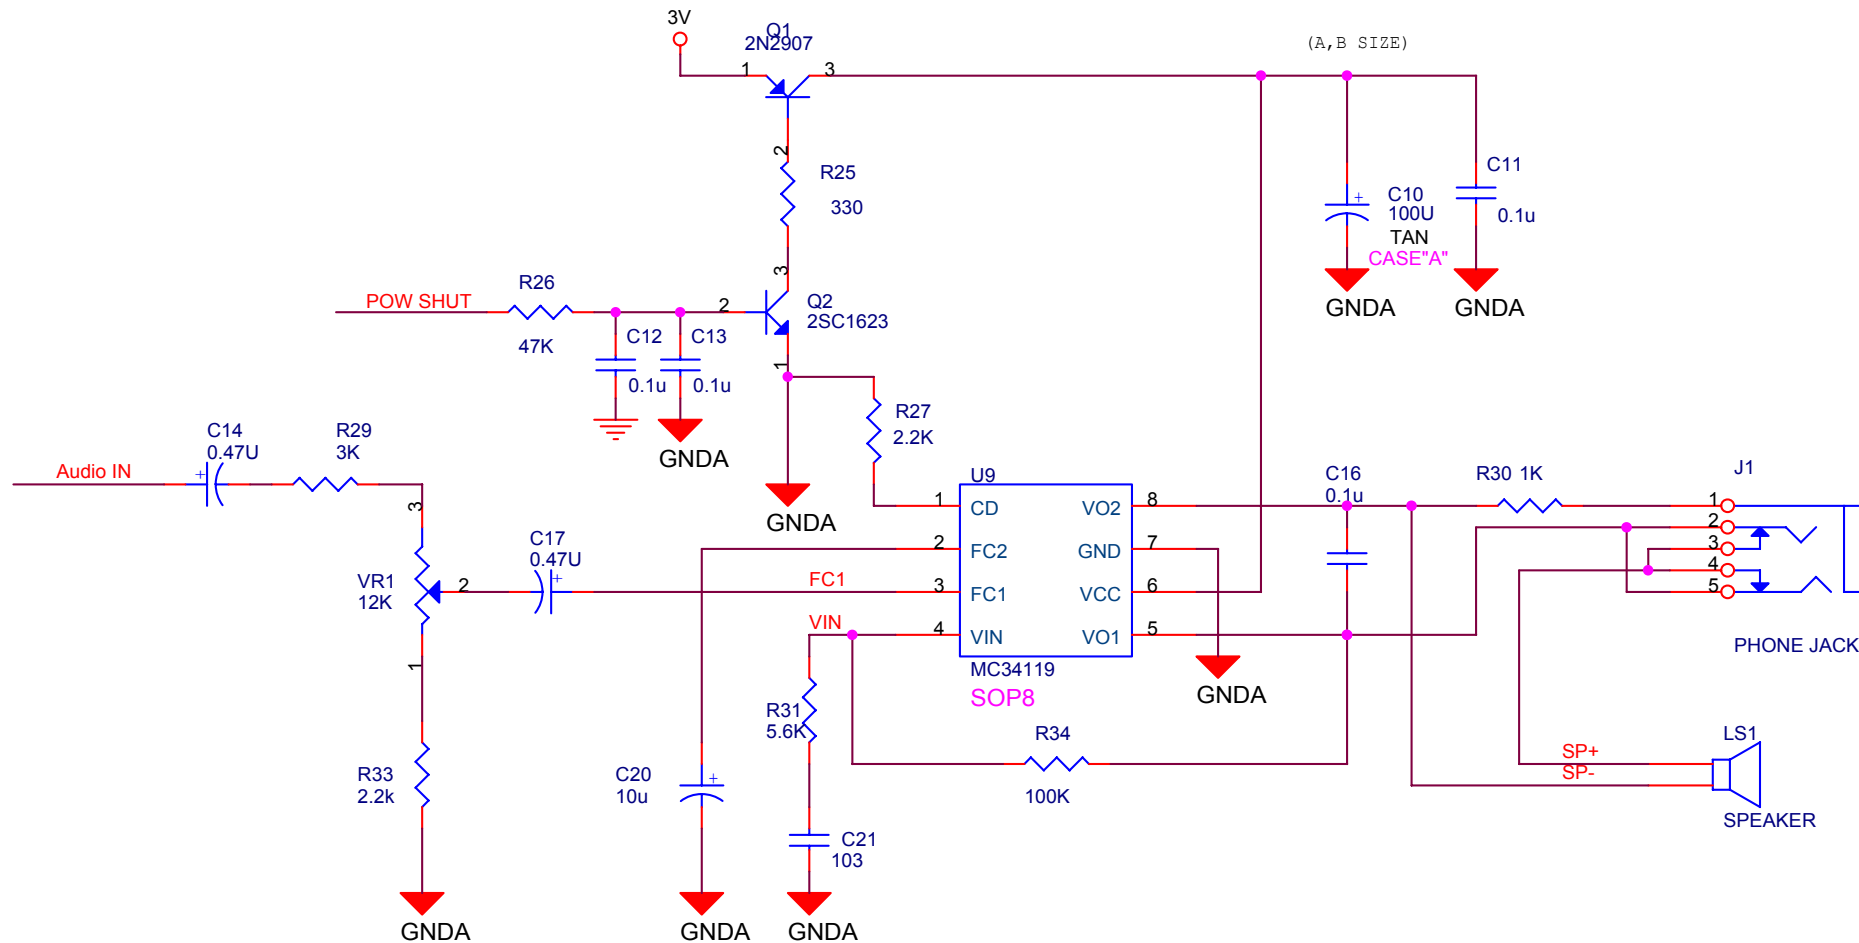 3V
Q1
2N2907
1
3
(A,B SIZE)
2
R25
330
C11
0.1u
C10
100U
TAN
CASE"A"
GNDA
GNDA
3
POW SHUT
R26
47K
2
Q2
2SC1623
C12
0.1u
C13
0.1u
1
GNDA
GNDA
R27
2.2K
Audio IN
C14
0.47U
R29
3K
3
VR1
12K
2
1
C17
0.47U
FC1
VIN
U9
1
CD
2
FC2
3
FC1
4
VIN
VO2
8
GND
7
VCC
6
VO1
5
MC34119
SOP8
GNDA
C16
0.1u
R30 1K
J1
1
2
3
4
5
PHONE JACK
R31
5.6K
R34
100K
R33
2.2k
C20
10u
C21
103
LS1
SP+
SP-
SPEAKER
GNDA
GNDA
GNDA